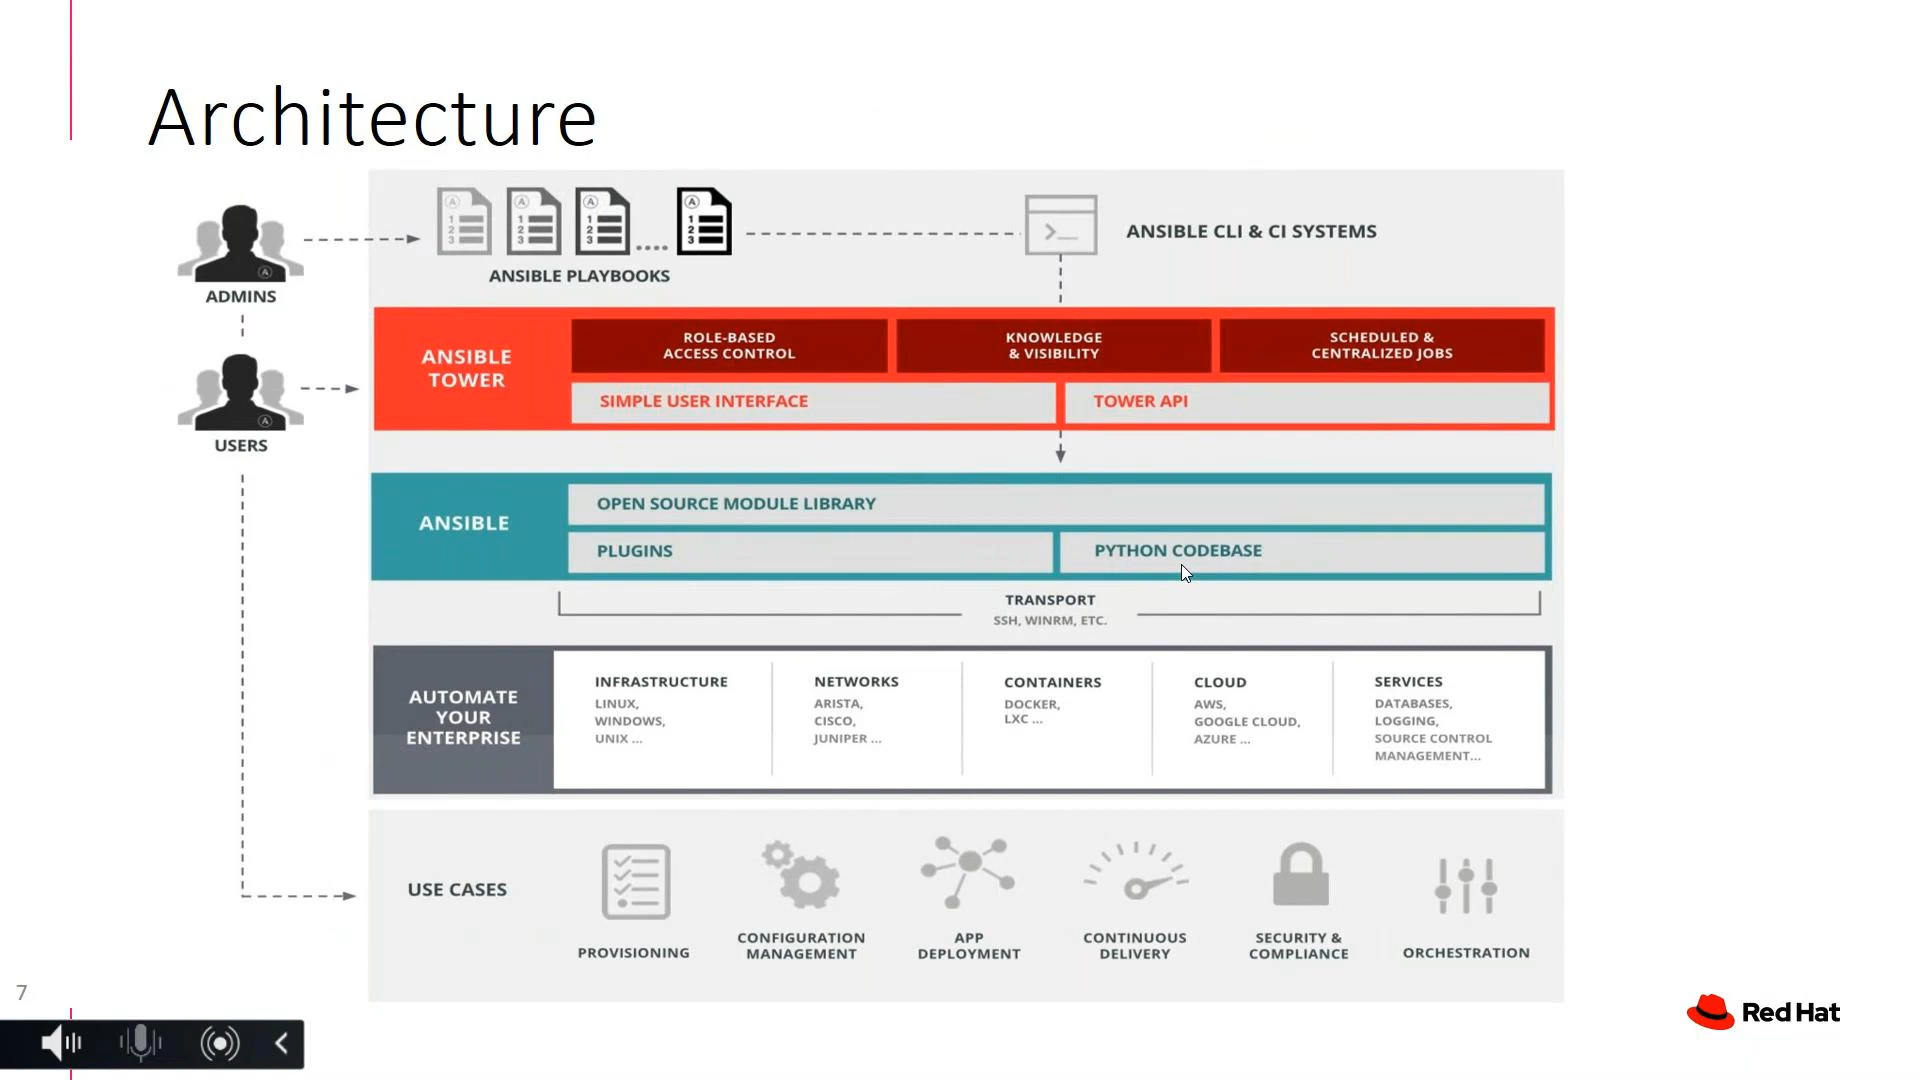 Architecture
ANSIBLE PLAYBOOKS
ANSIBLE CLI & CI SYSTEMS
ADMINS
USERS
ANSIBLE
TOWER
ROLE-BASED
ACCESS CONTROL
KNOWLEDGE
& VISIBILITY
SCHEDULED &
CENTRALIZED JOBS
SIMPLE USER INTERFACE
TOWER API
ANSIBLE
OPEN SOURCE MODULE LIBRARY
PLUGINS
PYTHON CODEBASE
TRANSPORT
SSH, WINRM, ETC.
AUTOMATE
YOUR
ENTERPRISE
INFRASTRUCTURE
LINUX,
WINDOWS,
UNIX ...
NETWORKS
ARISTA,
CISCO,
JUNIPER ...
CONTAINERS
DOCKER,
LXC ...
CLOUD
AWS,
GOOGLE CLOUD,
AZURE ...
SERVICES
DATABASES,
LOGGING,
SOURCE CONTROL
MANAGEMENT...
USE CASES
PROVISIONING
CONFIGURATION
MANAGEMENT
APP
DEPLOYMENT
CONTINUOUS
DELIVERY
SECURITY &
COMPLIANCE
ORCHESTRATION
7
Red Hat